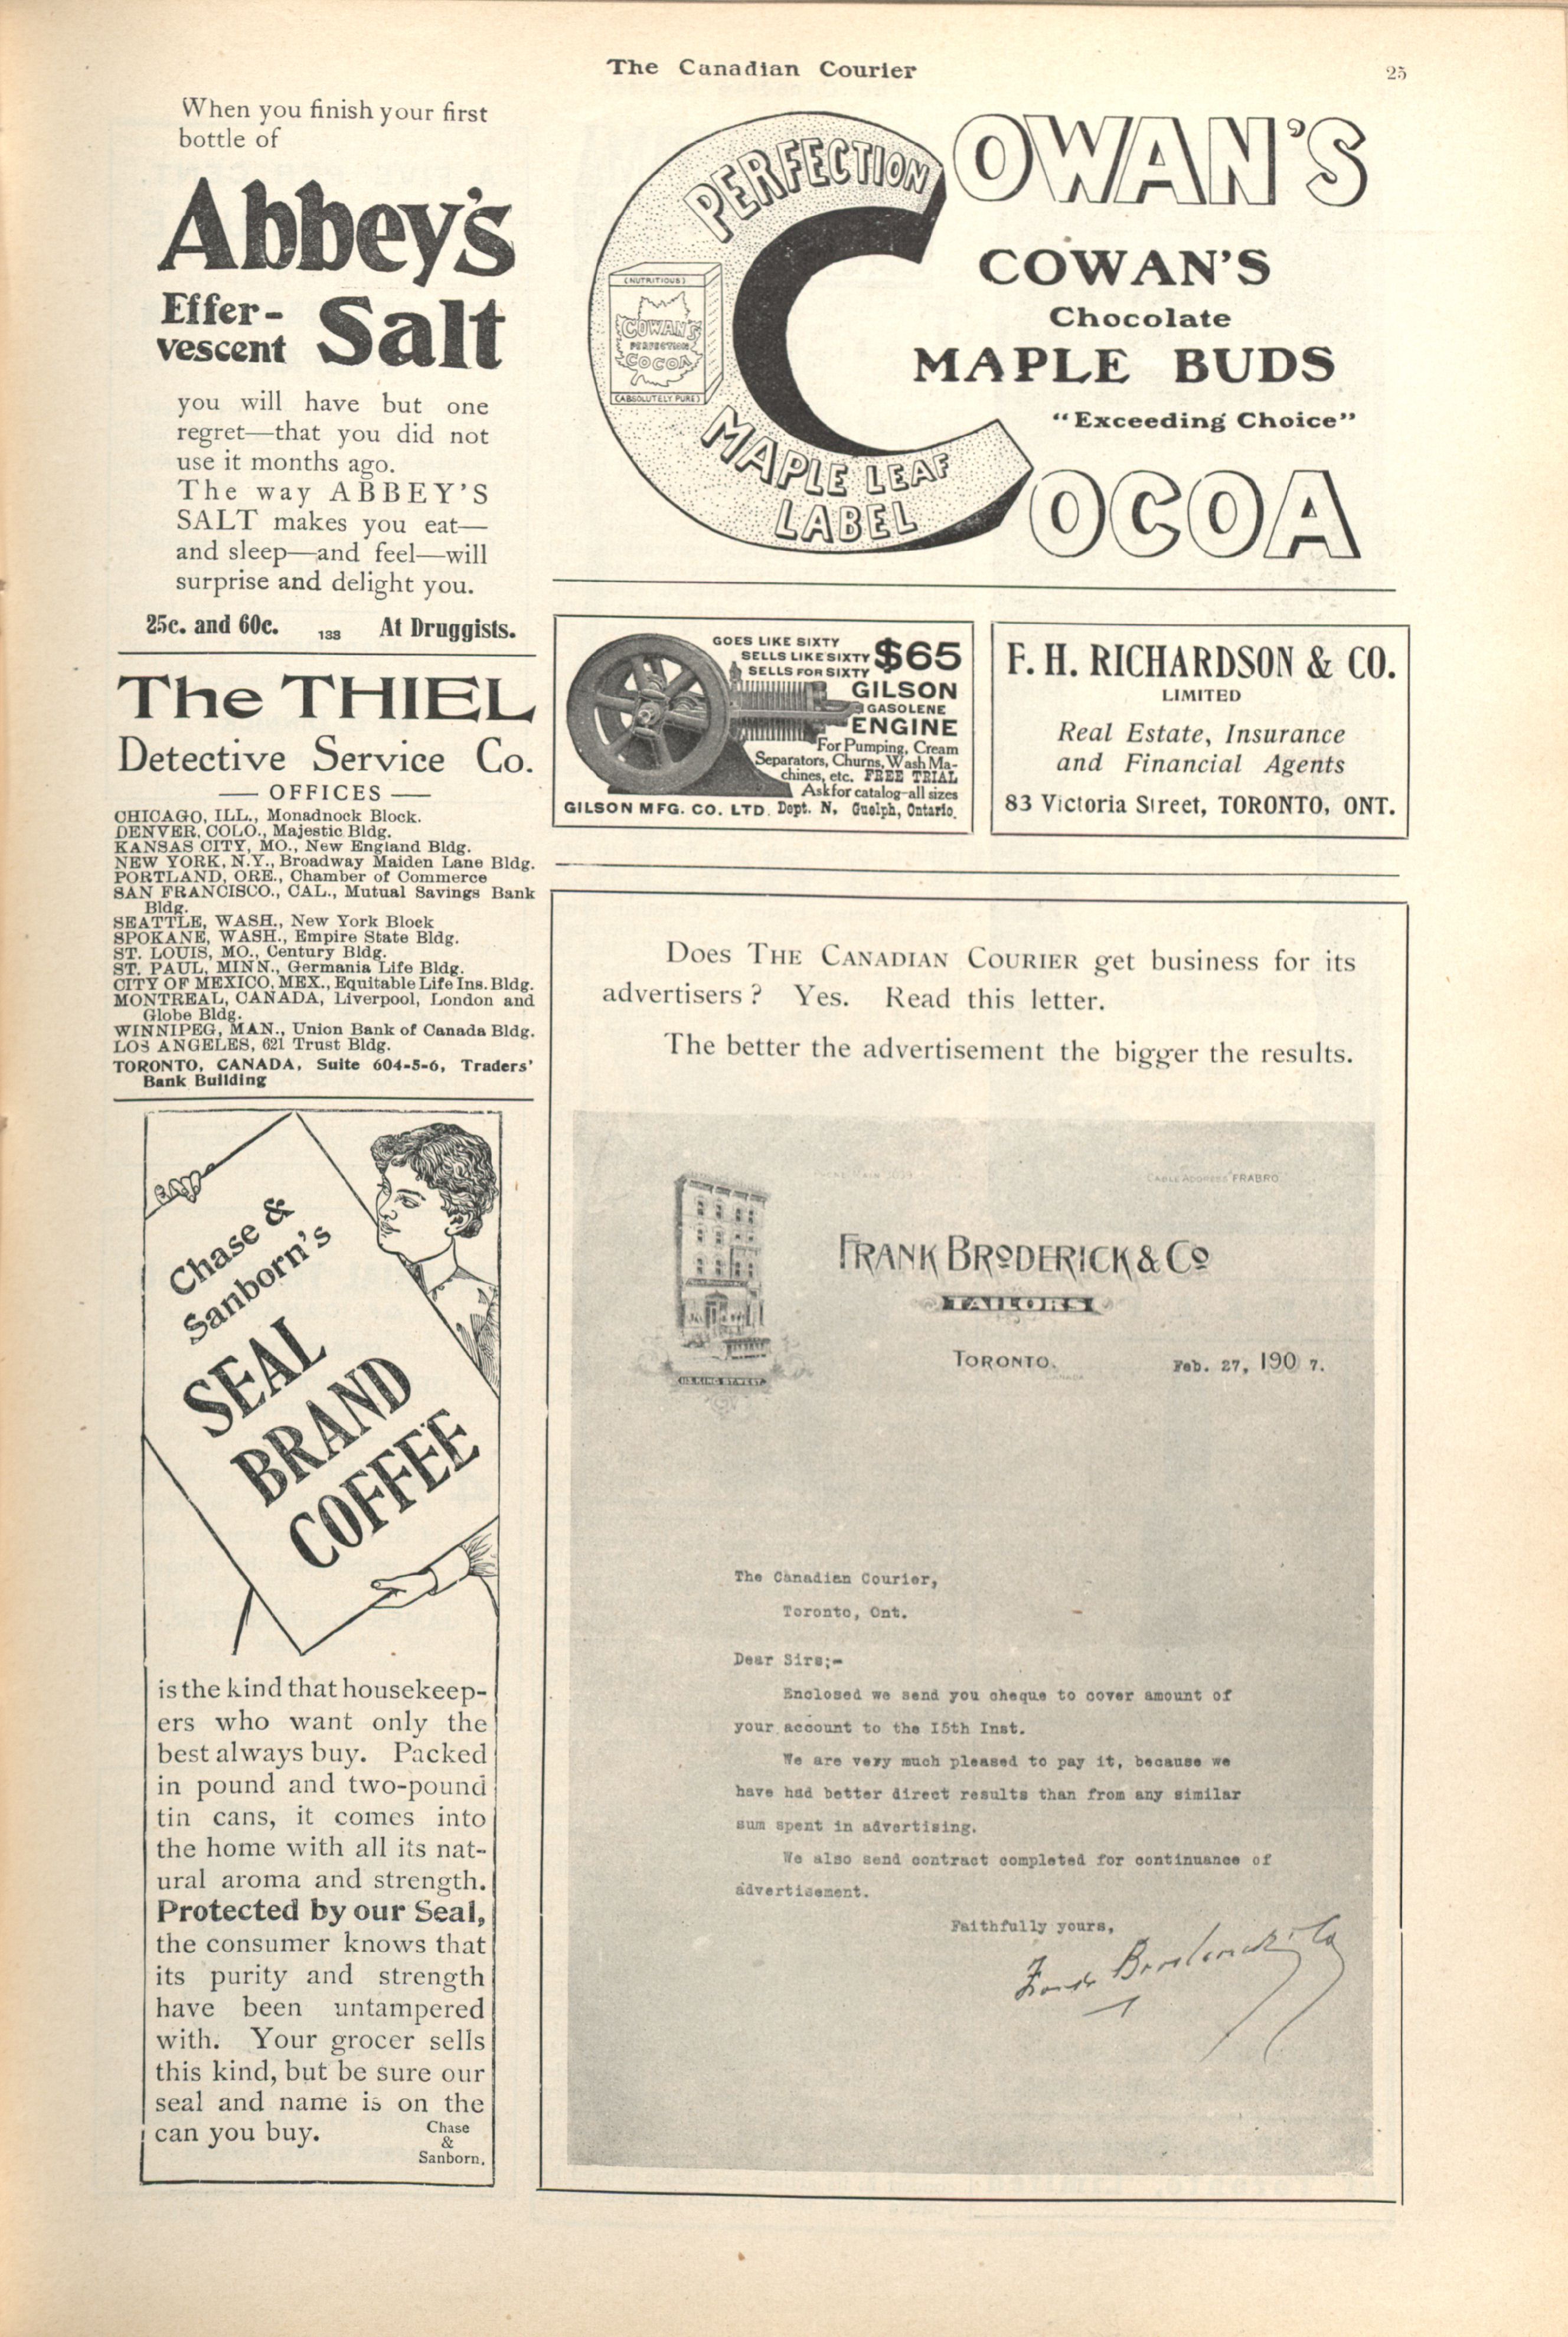 The Canadian Courier
25
When you finish your first
bottle of
Abbey's
Effer-
vescent Salt
you will have but one
regret—that you did not
use it months ago.
The way ABBEY'S
SALT makes you eat—
and sleep—and feel—will
surprise and delight you.
25c. and 60c. 133 At Druggists.
The THIEL
Detective Service Co.
— OFFICES —
CHICAGO, ILL., Monadnock Block.
DENVER, COLO., Majestic Bldg.
KANSAS CITY, MO., New England Bldg.
NEW YORK, N.Y., Broadway Maiden Lane Bldg.
PORTLAND, ORE., Chamber of Commerce
SAN FRANCISCO., CAL., Mutual Savings Bank
Bldg.
SEATTLE, WASH., New York Block
SPOKANE, WASH., Empire State Bldg.
ST. LOUIS, MO., Century Bldg.
ST. PAUL, MINN., Germania Life Bldg.
CITY OF MEXICO, MEX., Equitable Life Ins. Bldg.
MONTREAL, CANADA, Liverpool, London and
Globe Bldg.
WINNIPEG, MAN., Union Bank of Canada Bldg.
LOS ANGELES, 621 Trust Bldg.
TORONTO, CANADA, Suite 604-5-6, Traders'
Bank Building
Chase &
Sanborn's
SEAL
BRAND
COFFEE
is the kind that housekeep-
ers who want only the
best always buy. Packed
in pound and two-pound
tin cans, it comes into
the home with all its nat-
ural aroma and strength.
Protected by our Seal,
the consumer knows that
its purity and strength
have been untampered
with. Your grocer sells
this kind, but be sure our
seal and name is on the
can you buy.
Chase
&
Sanborn.
COWAN'S
PERFECTION
(NUTRITIOUS)
COWAN'S
PERFECTION
COCOA
(ABSOLUTELY PURE)
MAPLE LEAF
LABEL
COWAN'S
Chocolate
MAPLE BUDS
"Exceeding Choice"
COCOA
GOES LIKE SIXTY
SELLS LIKE SIXTY
SELLS FOR SIXTY
$65
GILSON
GASOLENE
ENGINE
For Pumping, Cream
Separators, Churns, Wash Ma-
chines, etc. FREE TRIAL
Ask for catalog-all sizes
GILSON MFG. CO. LTD. Dept. N, Guelph, Ontario.
F. H. RICHARDSON & CO.
LIMITED
Real Estate, Insurance
and Financial Agents
83 Victoria Street, TORONTO, ONT.
Does THE CANADIAN COURIER get business for its
advertisers? Yes. Read this letter.
The better the advertisement the bigger the results.
CABLE ADDRESS "FRABRO
FRANK BRODERICK & CO
TAILORS
113 KING ST. WEST
TORONTO.
CANADA
Feb. 27, 1907.
The Canadian Courier,
Toronto, Ont.
Dear Sirs;-
Enclosed we send you cheque to cover amount of
your account to the 15th Inst.
We are very much pleased to pay it, because we
have had better direct results than from any similar
sum spent in advertising.
We also send contract completed for continuance of
advertisement.
Faithfully yours,
Frank Broderick & Co